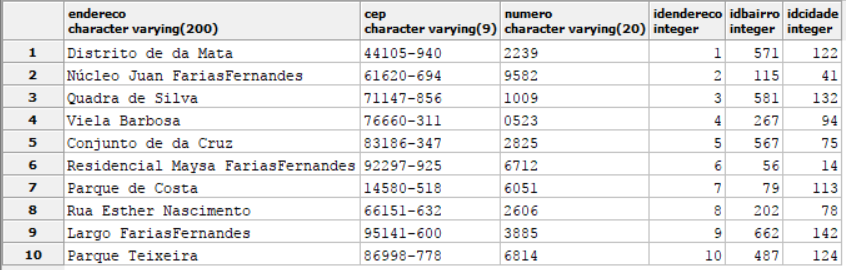 endereco cep numero idendereco idbairro idcidade
character varying(200) character varying(9) character varying(20) integer integer integer
1 Distrito de da Mata 44105-940 2239 1 571 122
2 Núcleo Juan FariasFernandes 61620-694 9582 2 115 41
3 Quadra de Silva 71147-856 1009 3 581 132
4 Viela Barbosa 76660-311 0523 4 267 94
5 Conjunto de da Cruz 83186-347 2825 5 567 75
6 Residencial Maysa FariasFernandes 92297-925 6712 6 56 14
7 Parque de Costa 14580-518 6051 7 79 113
8 Rua Esther Nascimento 66151-632 2606 8 202 78
9 Largo FariasFernandes 95141-600 3885 9 662 142
10 Parque Teixeira 86998-778 6814 10 487 124